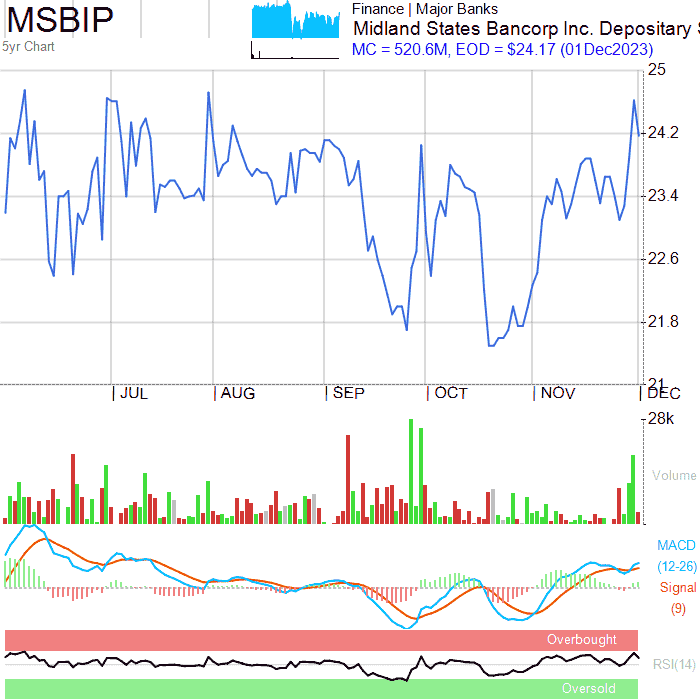 MSBIP
5yr Chart
Finance | Major Banks
Midland States Bancorp Inc. Depositary S
MC = 520.6M, EOD = $24.17 (01Dec2023)
25
24.2
23.4
22.6
21.8
21
JUL AUG SEP OCT NOV DEC
28k
Volume
MACD
(12-26)
Signal
(9)
Overbought
RSI(14)
Oversold